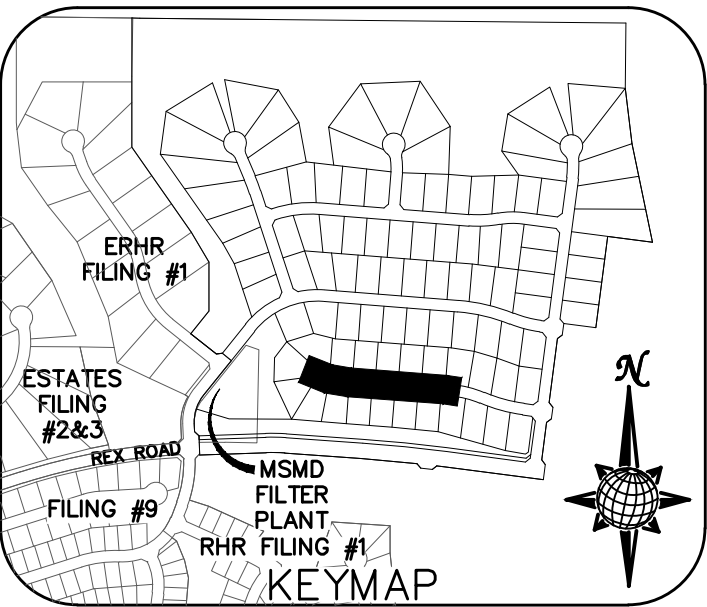 ERHR
FILING #1
ESTATES
FILING
#2&3
REX ROAD
FILING #9
MSMD
FILTER
PLANT
RHR FILING #1
KEYMAP
N